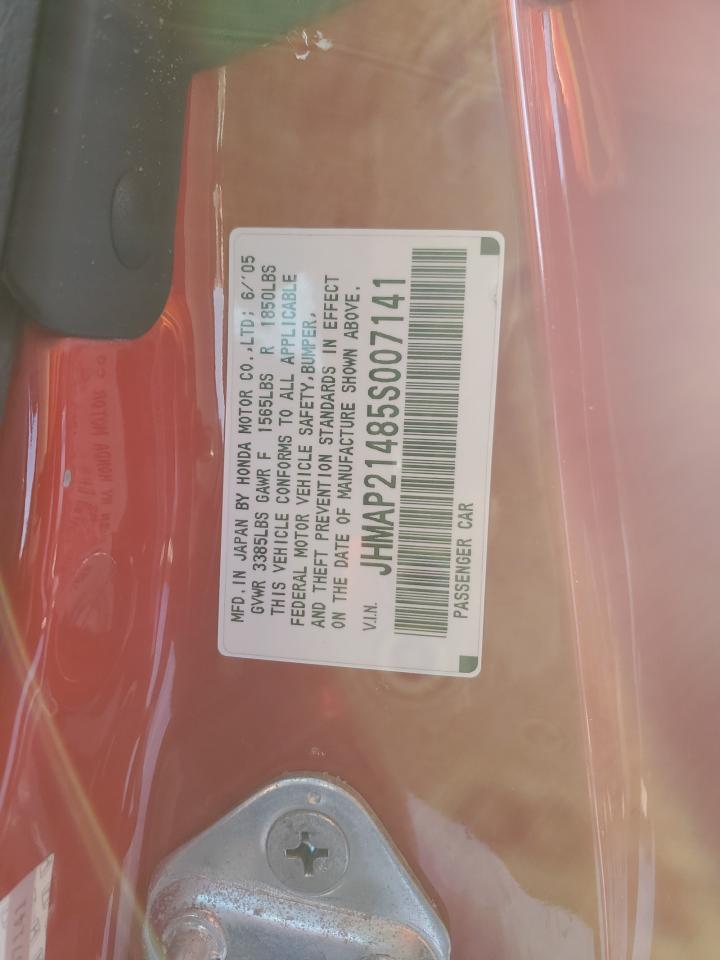 MFD. IN JAPAN BY HONDA MOTOR CO.,LTD; 6/'05
GVWR 3385LBS GAWR F 1565LBS R 1850LBS
THIS VEHICLE CONFORMS TO ALL APPLICABLE
FEDERAL MOTOR VEHICLE SAFETY,BUMPER,
AND THEFT PREVENTION STANDARDS IN EFFECT
ON THE DATE OF MANUFACTURE SHOWN ABOVE.
V.I.N. JHMAP21485S007141
PASSENGER CAR